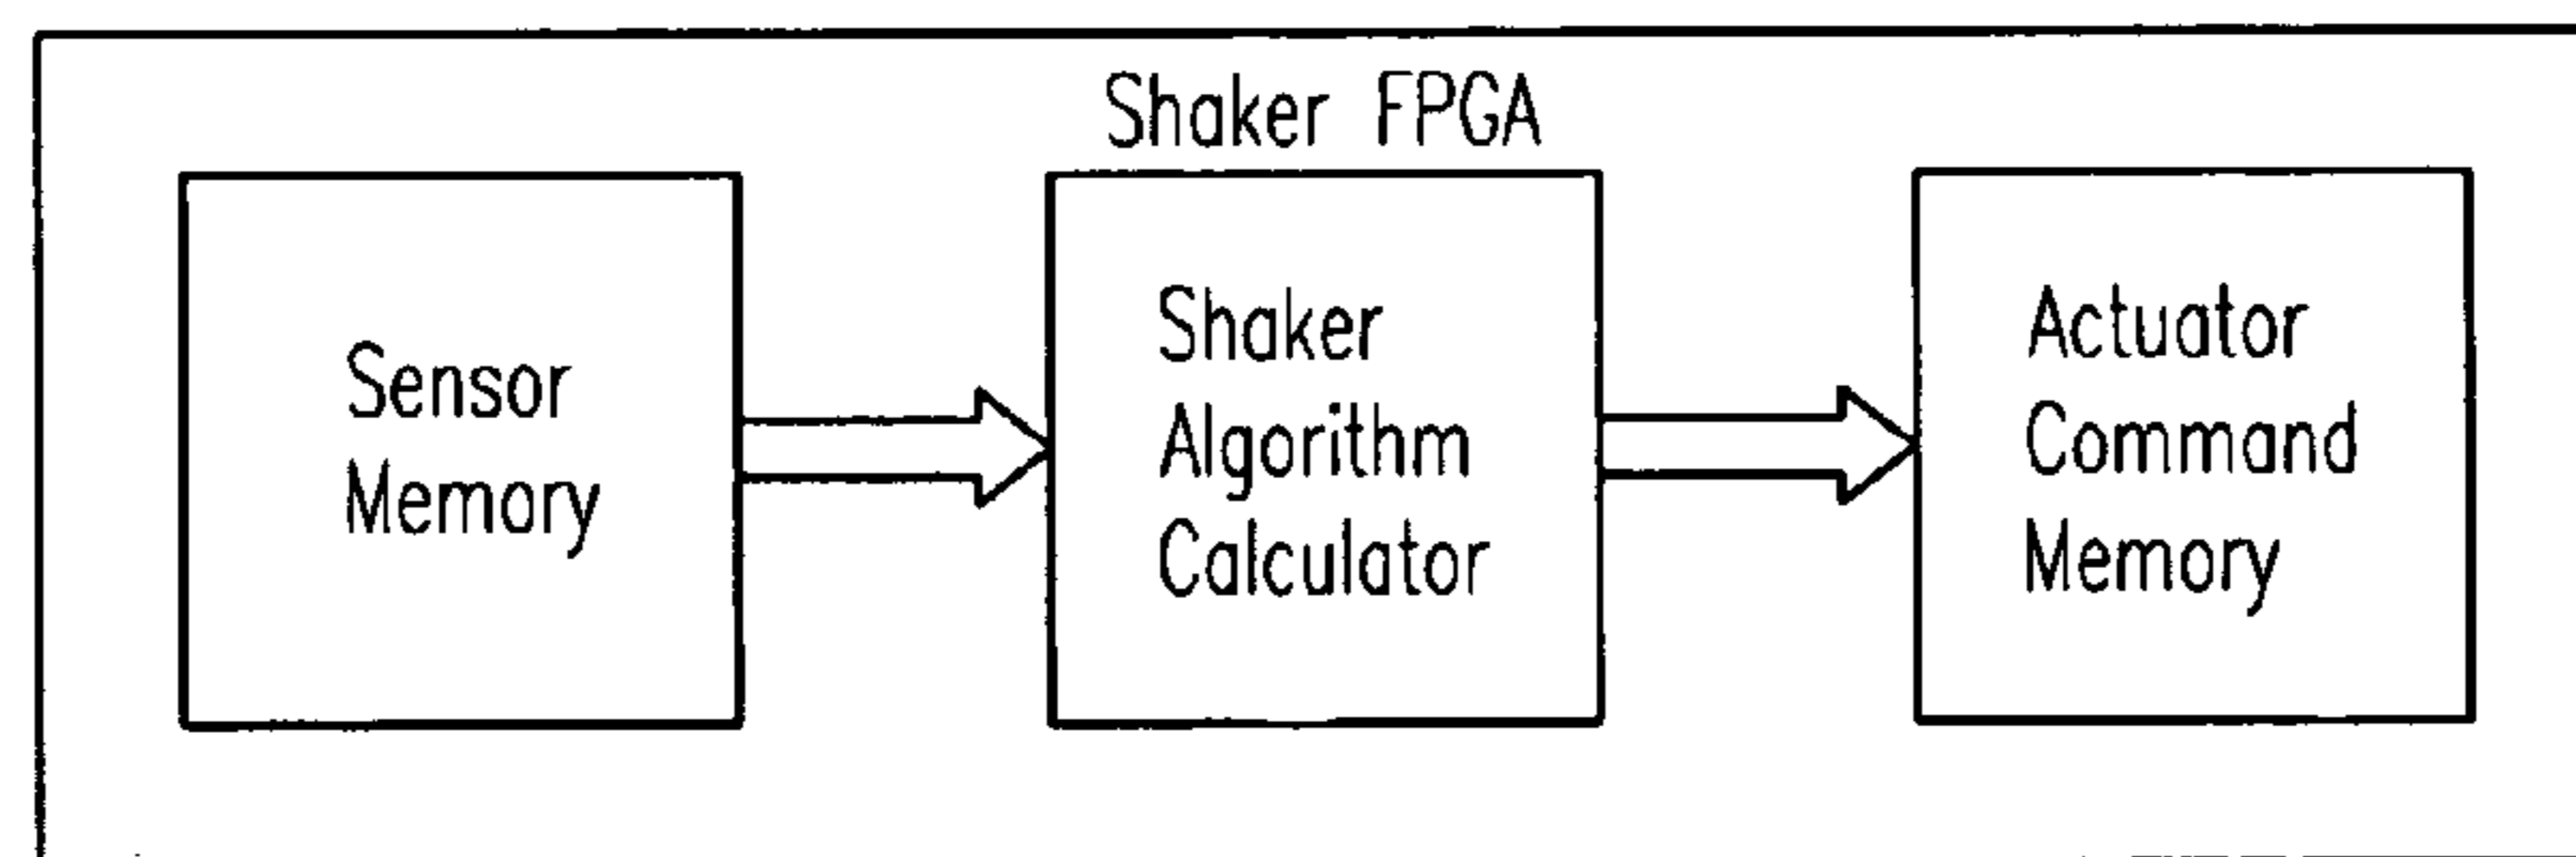 Shaker FPGA
Sensor
Memory
Shaker
Algorithm
Calculator
Actuator
Command
Memory